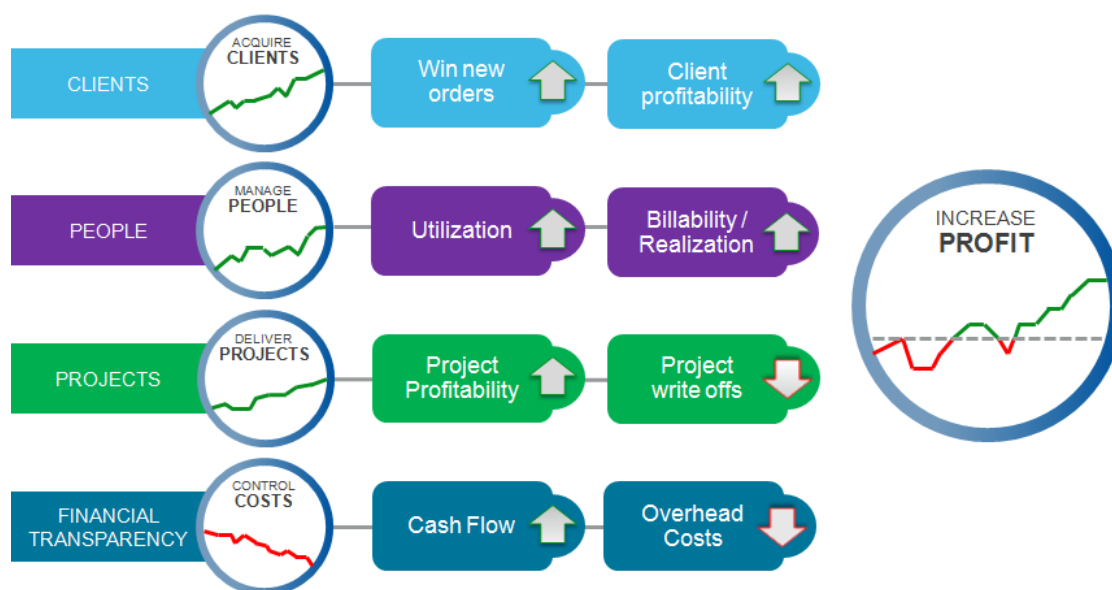 CLIENTS
ACQUIRE
CLIENTS
Win new
orders
Client
profitability
PEOPLE
MANAGE
PEOPLE
Utilization
Billability /
Realization
INCREASE
PROFIT
PROJECTS
DELIVER
PROJECTS
Project
Profitability
Project
write offs
FINANCIAL
TRANSPARENCY
CONTROL
COSTS
Cash Flow
Overhead
Costs